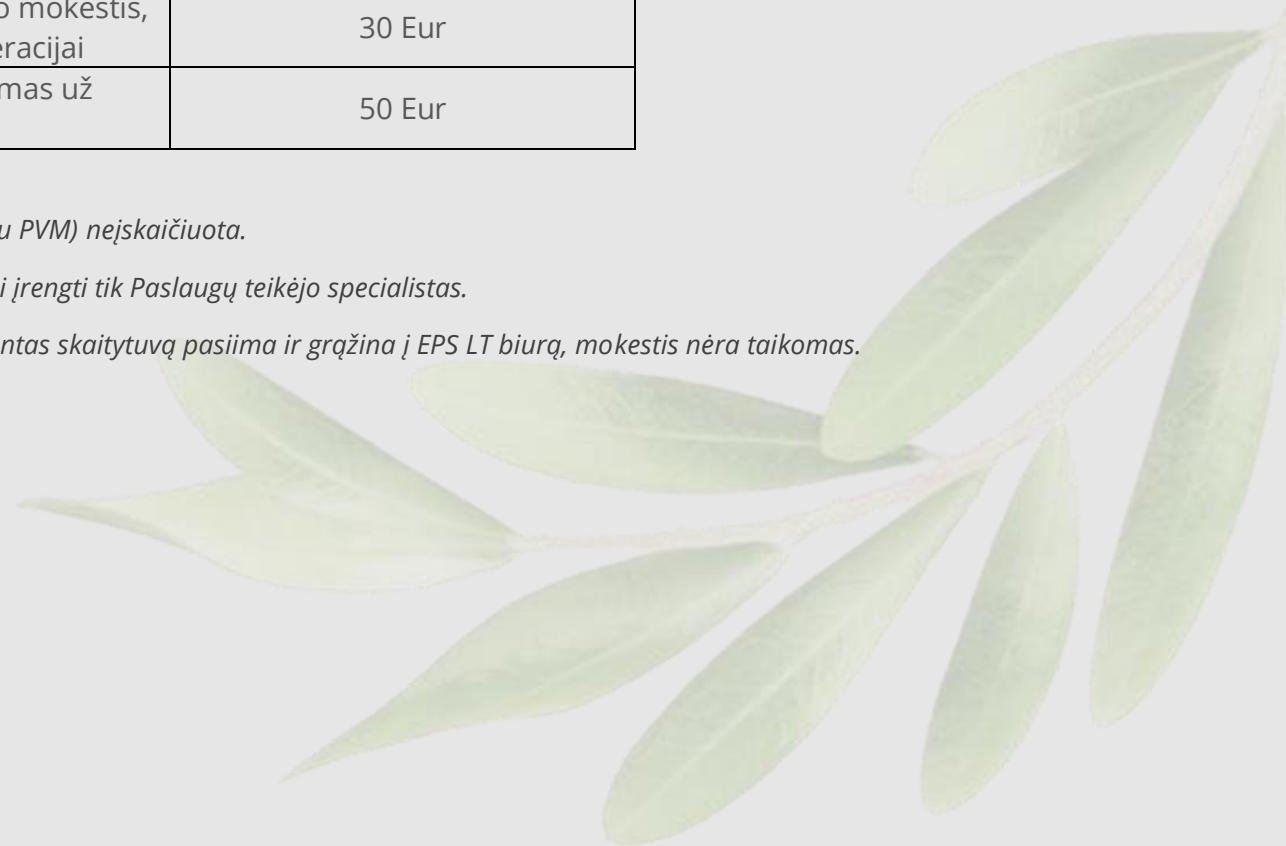 o mokestis,
eracijai
30 Eur
mas už
50 Eur
u PVM) neįskaičiuota.
i įrengti tik Paslaugų teikėjo specialistas.
ntas skaitytuvą pasiima ir grąžina į EPS LT biurą, mokestis nėra taikomas.